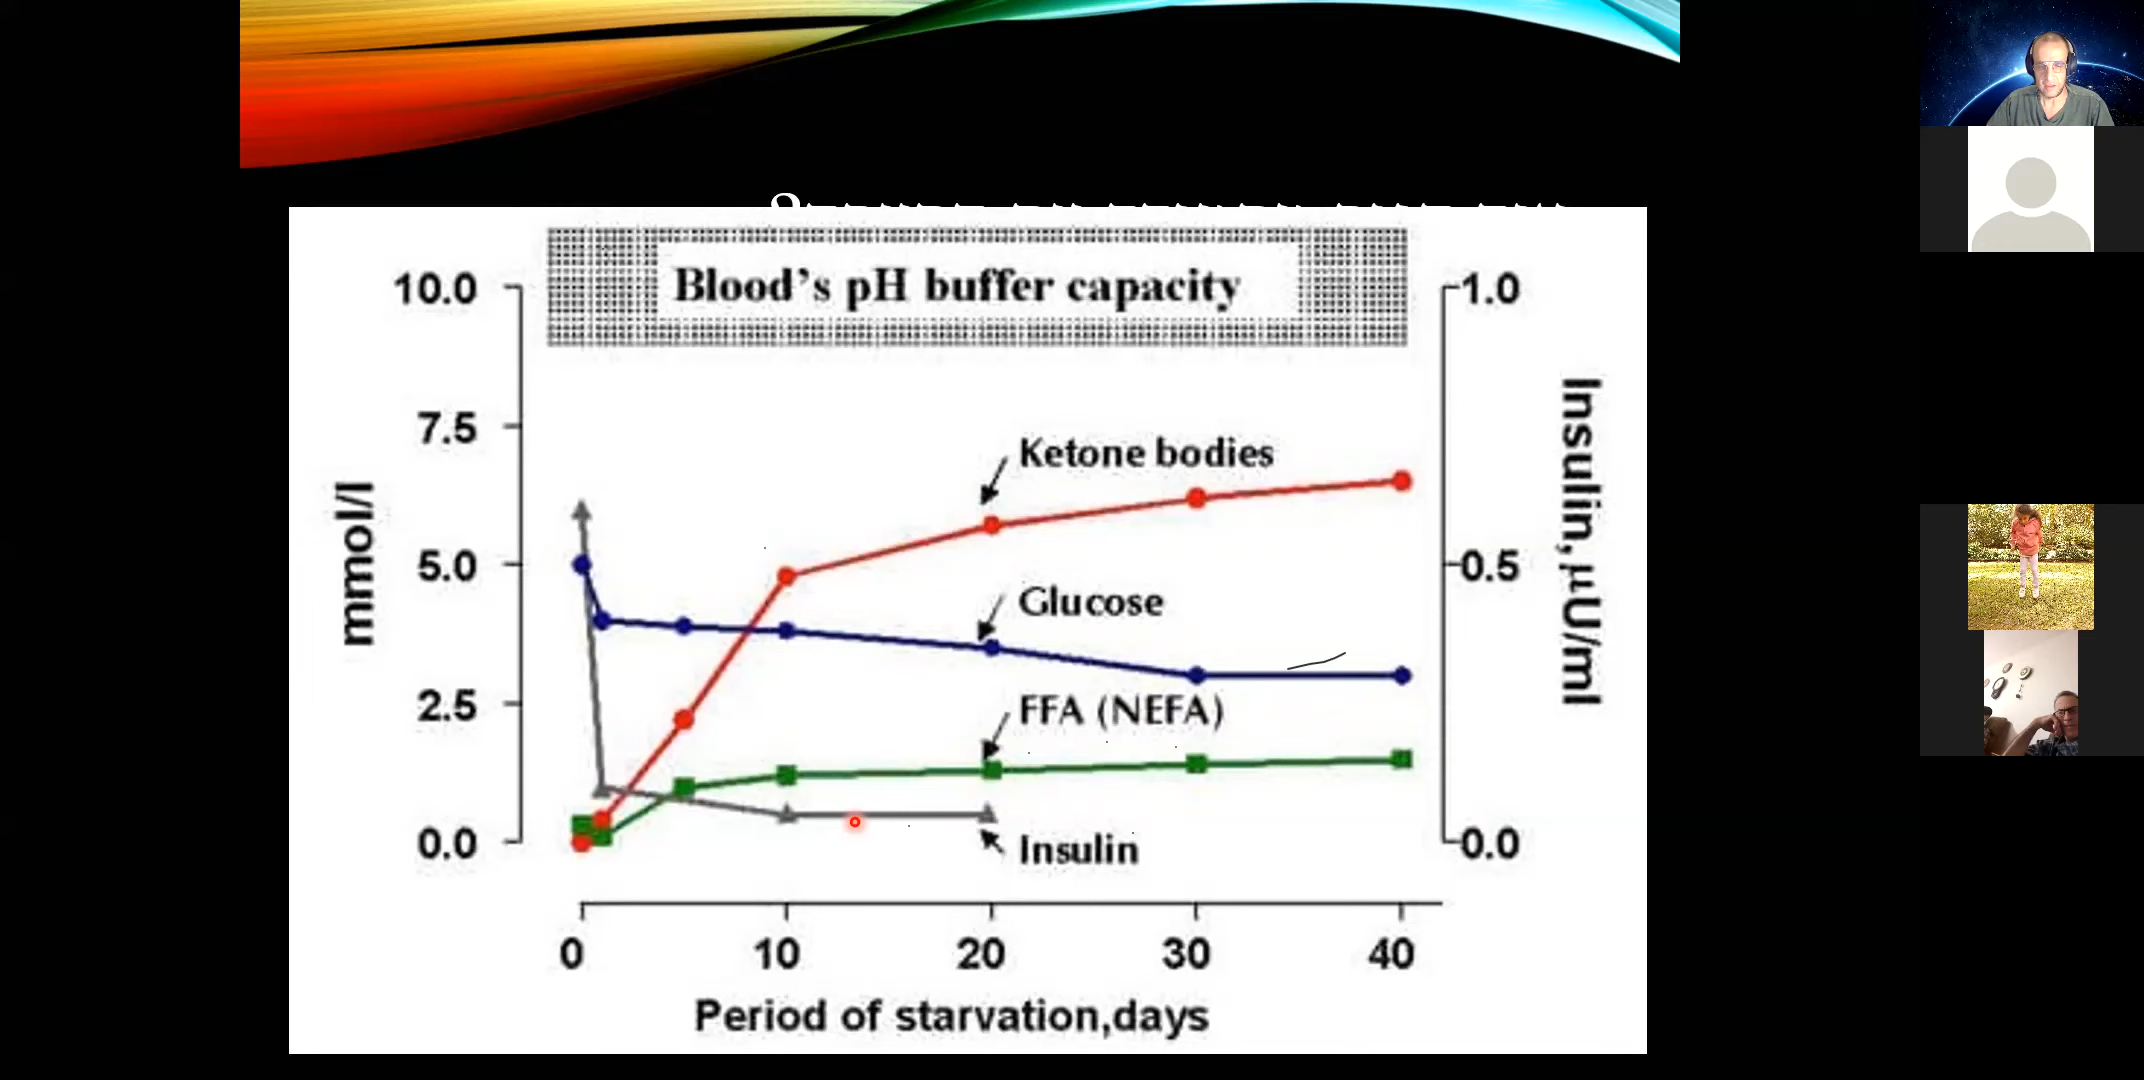 Blood's pH buffer capacity
10.0
7.5
5.0
2.5
0.0
mmol/l
1.0
0.5
0.0
Insulin,μU/ml
Ketone bodies
Glucose
FFA (NEFA)
Insulin
0 10 20 30 40
Period of starvation,days